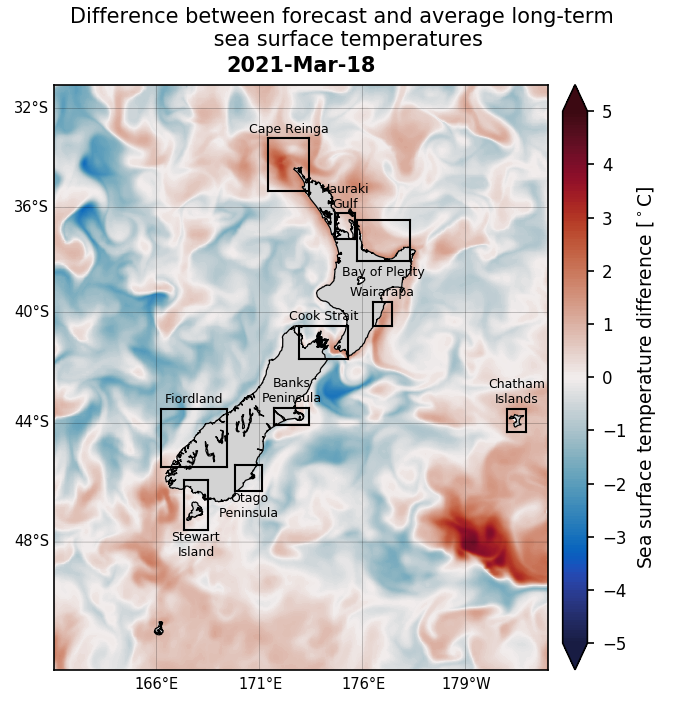 Difference between forecast and average long-term
sea surface temperatures
2021-Mar-18
32°S
36°S
40°S
44°S
48°S
166°E
171°E
176°E
179°W
Cape Reinga
Hauraki
Gulf
Bay of Plenty
Wairarapa
Cook Strait
Banks
Peninsula
Fiordland
Chatham
Islands
Otago
Peninsula
Stewart
Island
5
4
3
2
1
0
−1
−2
−3
−4
−5
Sea surface temperature difference [°C]